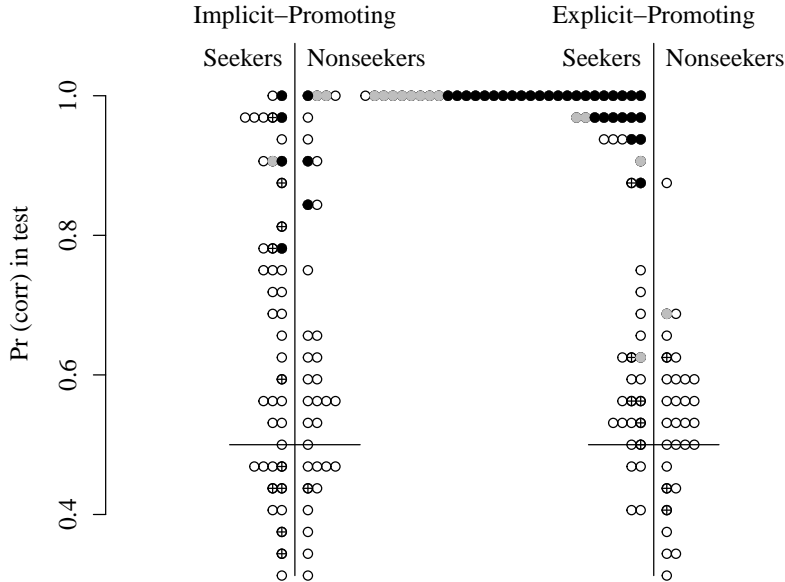 Implicit−Promoting
Explicit−Promoting
Seekers
Nonseekers
Seekers
Nonseekers
1.0
0.8
0.6
0.4
Pr (corr) in test